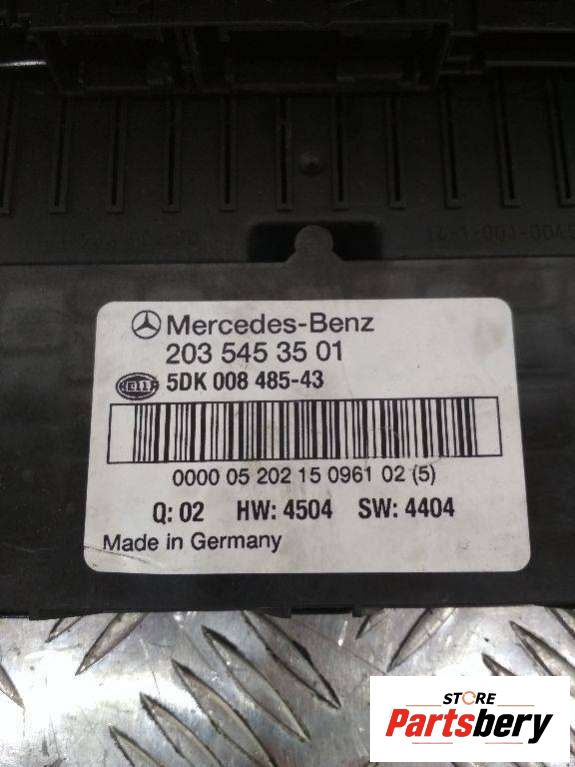 Mercedes-Benz
203 545 35 01
5DK 008 485-43
0000 05 202 15 0961 02 (5)
Q: 02 HW: 4504 SW: 4404
Made in Germany
STORE
Partsbery